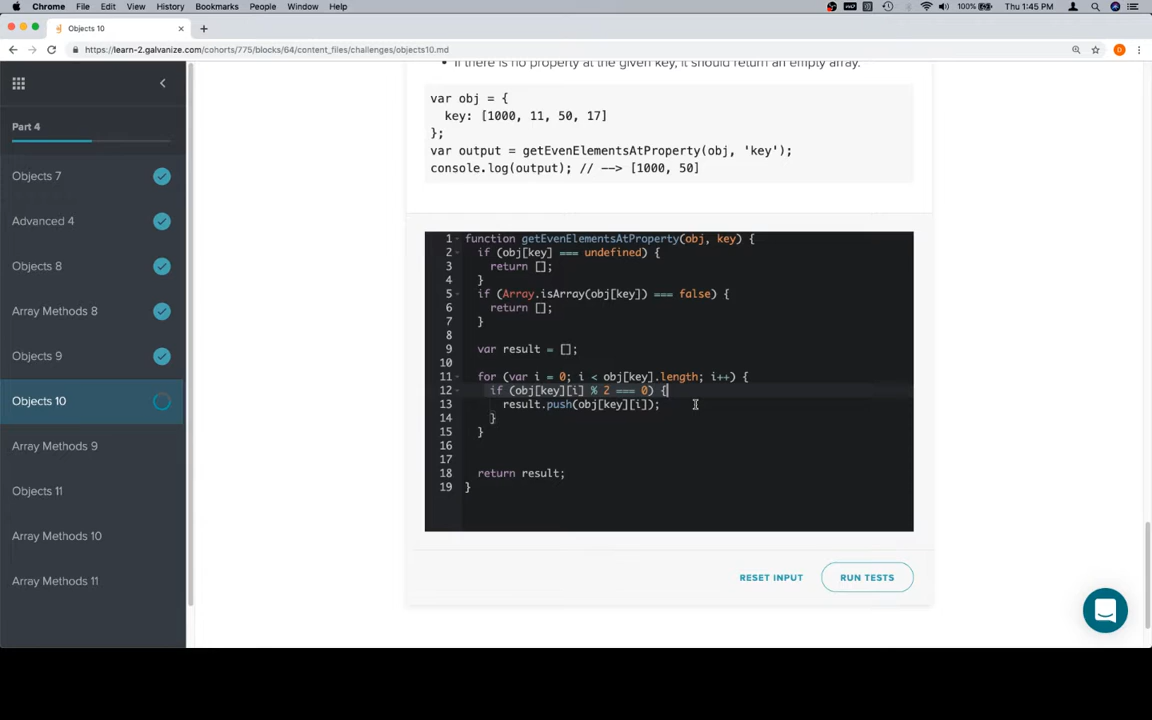 Chrome File Edit View History Bookmarks People Window Help 100% Thu 1:45 PM
Objects 10
https://learn-2.galvanize.com/cohorts/775/blocks/64/content_files/challenges/objects10.md
Part 4
Objects 7
Advanced 4
Objects 8
Array Methods 8
Objects 9
Objects 10
Array Methods 9
Objects 11
Array Methods 10
Array Methods 11
If there is no property at the given key, it should return an empty array.
var obj = {
key: [1000, 11, 50, 17]
};
var output = getEvenElementsAtProperty(obj, 'key');
console.log(output); // --> [1000, 50]
1 function getEvenElementsAtProperty(obj, key) {
2 if (obj[key] === undefined) {
3 return [];
4 }
5 if (Array.isArray(obj[key]) === false) {
6 return [];
7 }
8
9 var result = [];
10
11 for (var i = 0; i < obj[key].length; i++) {
12 if (obj[key][i] % 2 === 0) {
13 result.push(obj[key][i]);
14 }
15 }
16
17
18 return result;
19 }
RESET INPUT
RUN TESTS